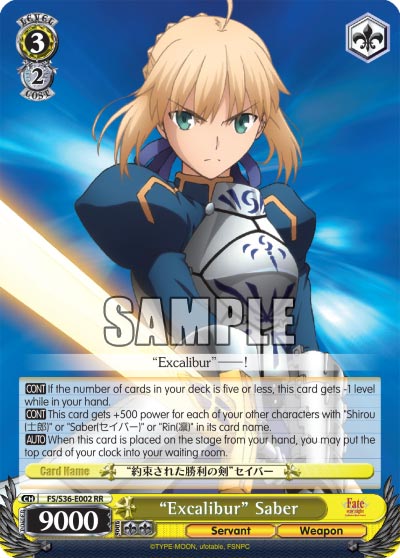 LEVEL
3
2
COST
SAMPLE
“Excalibur”——!
CONT If the number of cards in your deck is five or less, this card gets -1 level
while in your hand.
CONT This card gets +500 power for each of your other characters with "Shirou
(士郎)" or "Saber(セイバー)" or "Rin(凛)" in its card name.
AUTO When this card is placed on the stage from your hand, you may put the
top card of your clock into your waiting room.
Card Name
“約束された勝利の剣”セイバー
CH
FS/S36-E002 RR
“Excalibur” Saber
POWER
9000
SOUL
Servant
Weapon
Fate
stay night
©TYPE-MOON, ufotable, FSNPC